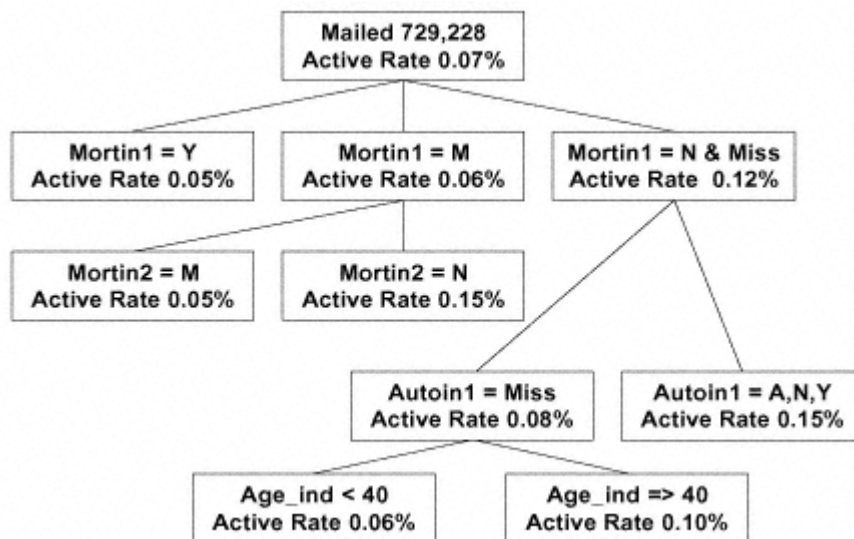 Mailed 729,228
Active Rate 0.07%
Mortin1 = Y
Active Rate 0.05%
Mortin1 = M
Active Rate 0.06%
Mortin1 = N & Miss
Active Rate 0.12%
Mortin2 = M
Active Rate 0.05%
Mortin2 = N
Active Rate 0.15%
Autoin1 = Miss
Active Rate 0.08%
Autoin1 = A,N,Y
Active Rate 0.15%
Age_ind < 40
Active Rate 0.06%
Age_ind => 40
Active Rate 0.10%